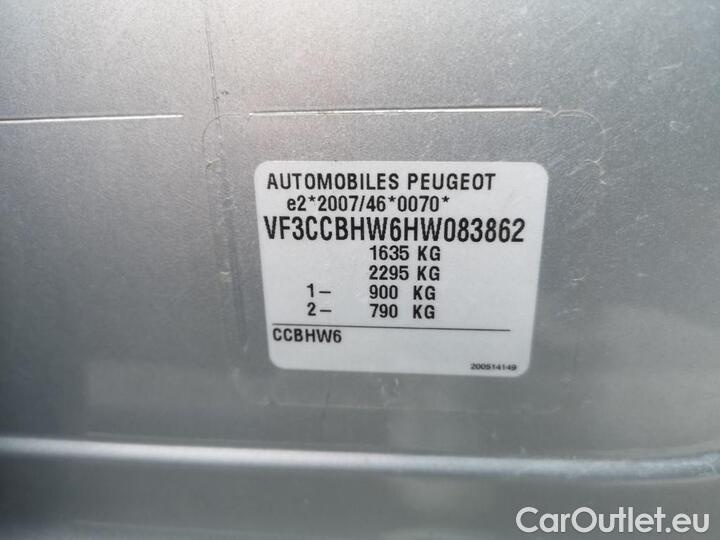 AUTOMOBILES PEUGEOT
e2*2007/46*0070*
VF3CCBHW6HW083862
1635 KG
2295 KG
1- 900 KG
2- 790 KG
CCBHW6
200514149
CarOutlet.eu